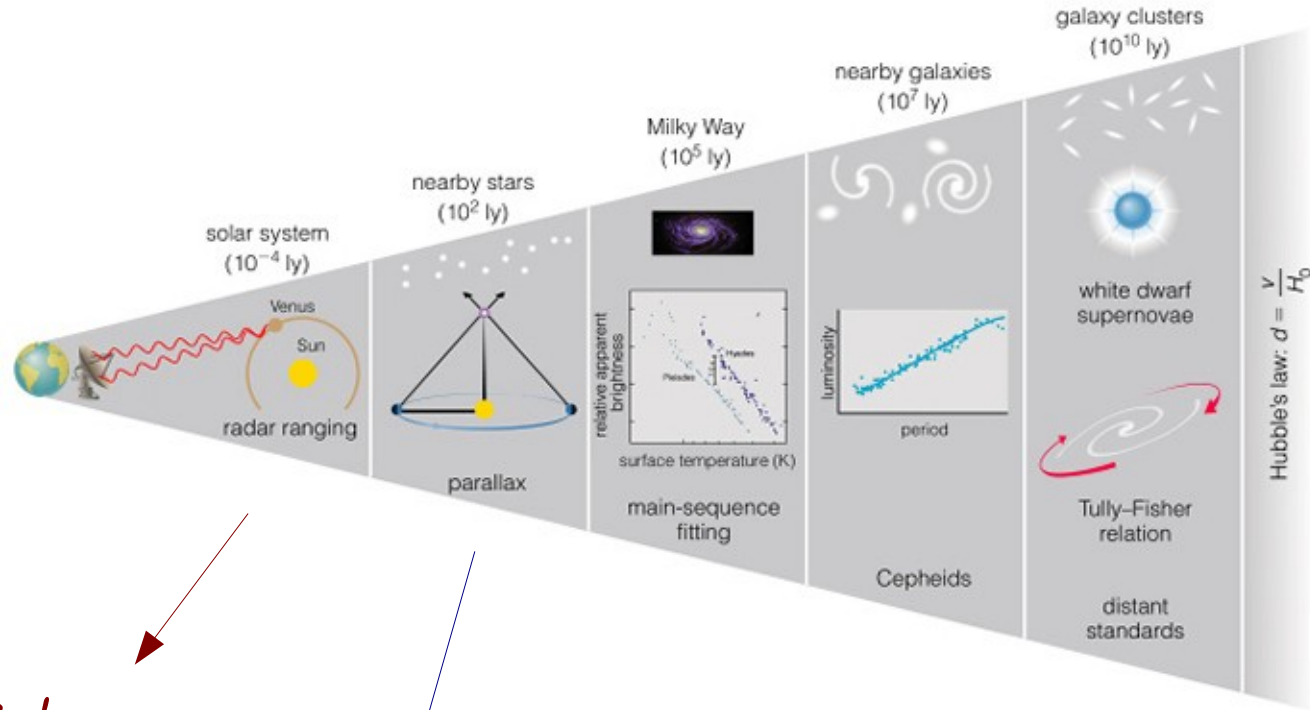 solar system
(10⁻⁴ ly)
Venus
Sun
radar ranging
nearby stars
(10² ly)
parallax
Milky Way
(10⁵ ly)
relative apparent
brightness
Pleiades
Hyades
surface temperature (K)
main-sequence
fitting
nearby galaxies
(10⁷ ly)
luminosity
period
Cepheids
galaxy clusters
(10¹⁰ ly)
white dwarf
supernovae
Tully–Fisher
relation
distant
standards
Hubble's law: d = v/H₀